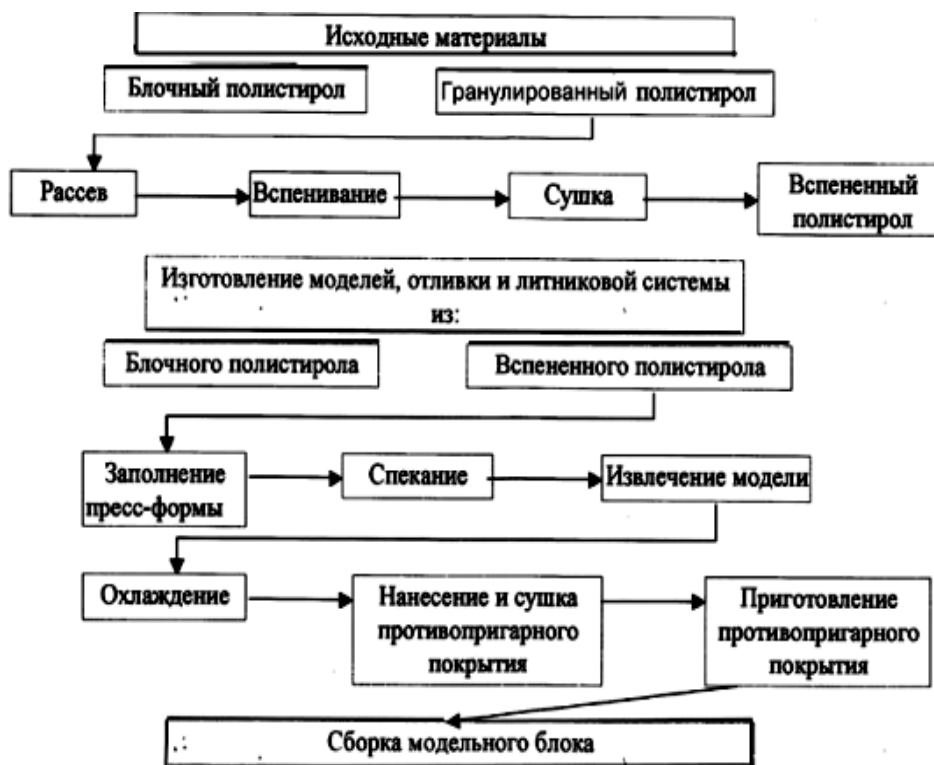 Исходные материалы
Блочный полистирол
Гранулированный полистирол
Рассев
Вспенивание
Сушка
Вспененный
полистирол
Изготовление моделей, отливки и литниковой системы
из:
Блочного полистирола
Вспененного полистирола
Заполнение
пресс-формы
Спекание
Извлечение модели
Охлаждение
Нанесение и сушка
противопригарного
покрытия
Приготовление
противопригарного
покрытия
Сборка модельного блока